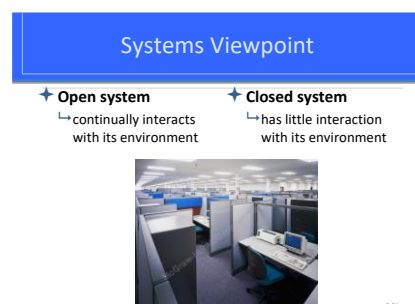 Systems Viewpoint
Open system
continually interacts
with its environment
Closed system
has little interaction
with its environment